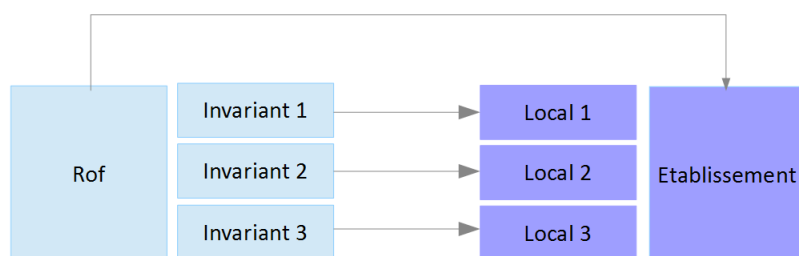 Rof
Invariant 1
Invariant 2
Invariant 3
Local 1
Local 2
Local 3
Etablissement